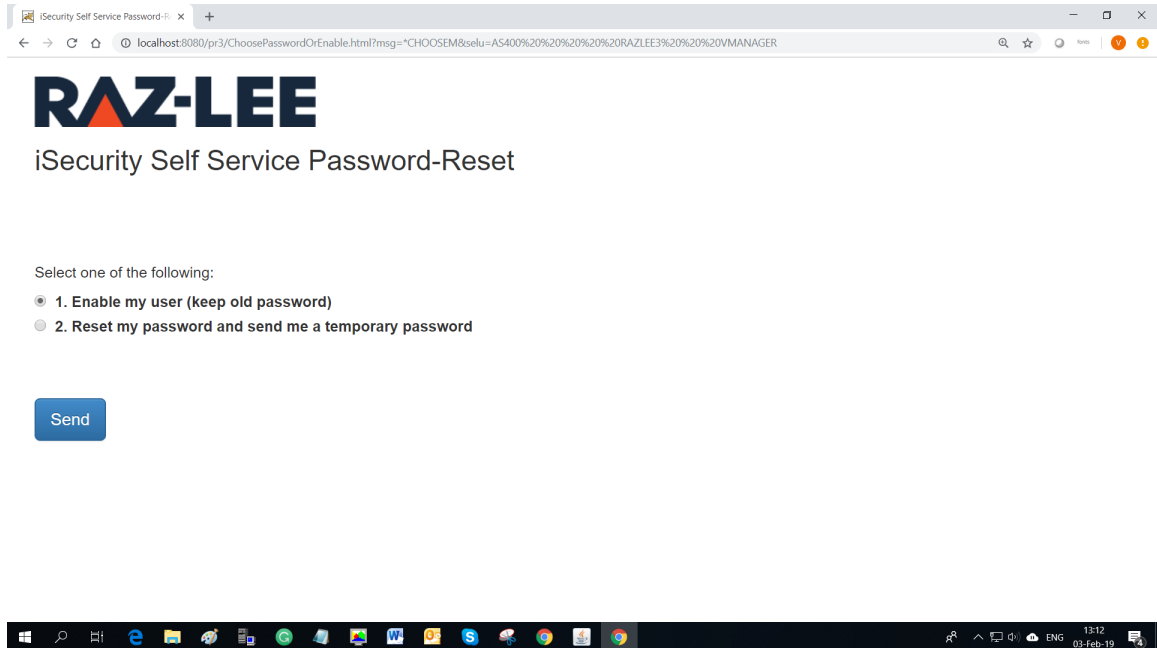 iSecurity Self Service Password-R
localhost:8080/pr3/ChoosePasswordOrEnable.html?msg=*CHOOSEM&selu=AS400%20%20%20%20%20RAZLEE3%20%20%20VMANAGER
V
RAZ-LEE
iSecurity Self Service Password-Reset
Select one of the following:
1. Enable my user (keep old password)
2. Reset my password and send me a temporary password
Send
ENG
13:12
03-Feb-19
4